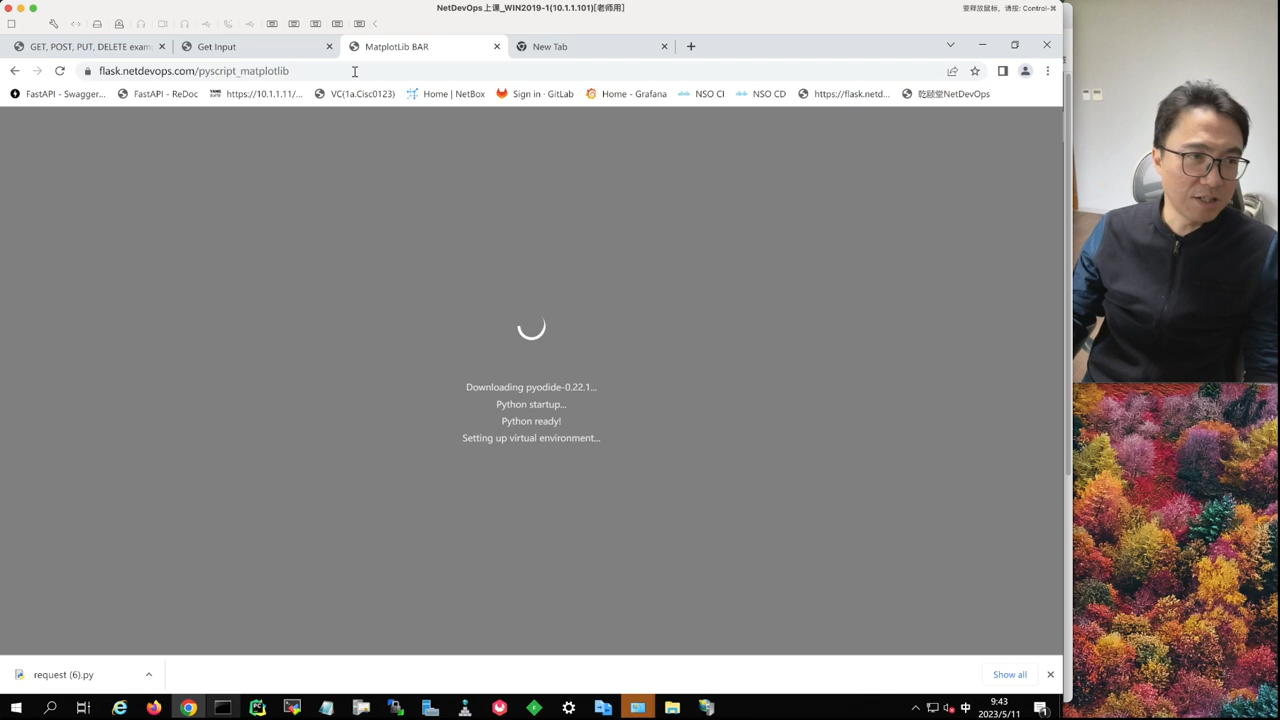 NetDevOps上课_WIN2019-1(10.1.1.101)[老师用]
要释放鼠标，请按: Control-⌘
GET, POST, PUT, DELETE exam
Get Input
MatplotLib BAR
New Tab
flask.netdevops.com/pyscript_matplotlib
FastAPI - Swagger...
FastAPI - ReDoc
https://10.1.1.11/...
VC(1a.Cisc0123)
Home | NetBox
Sign in · GitLab
Home - Grafana
NSO CI
NSO CD
https://flask.netd...
乾颐堂NetDevOps
Downloading pyodide-0.22.1...
Python startup...
Python ready!
Setting up virtual environment...
request (6).py
Show all
中
9:43
2023/5/11